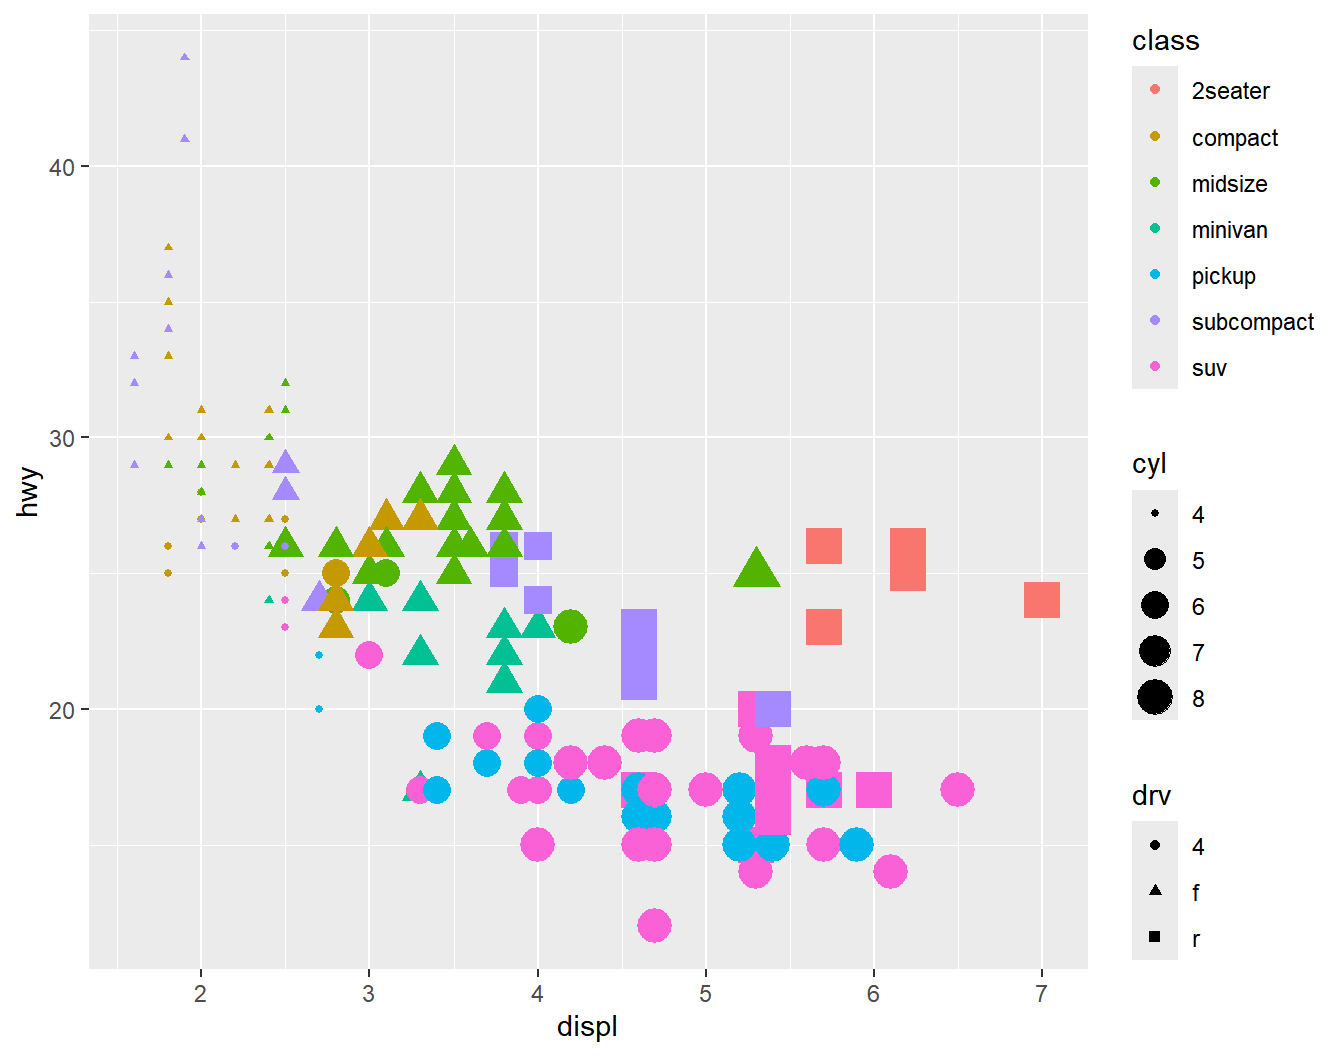 40
30
20
hwy
2
3
4
5
6
7
displ
class
2seater
compact
midsize
minivan
pickup
subcompact
suv
cyl
4
5
6
7
8
drv
4
f
r